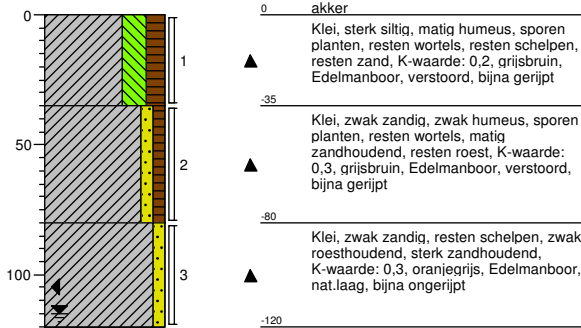 0
50
100
1
2
3
0 akker
Klei, sterk siltig, matig humeus, sporen
planten, resten wortels, resten schelpen,
resten zand, K-waarde: 0,2, grijsbruin,
Edelmanboor, verstoord, bijna gerijpt
-35
Klei, zwak zandig, zwak humeus, sporen
planten, resten wortels, matig
zandhoudend, resten roest, K-waarde:
0,3, grijsbruin, Edelmanboor, verstoord,
bijna gerijpt
-80
Klei, zwak zandig, resten schelpen, zwak
roesthoudend, sterk zandhoudend,
K-waarde: 0,3, oranjegrijs, Edelmanboor,
nat.laag, bijna ongerijpt
-120